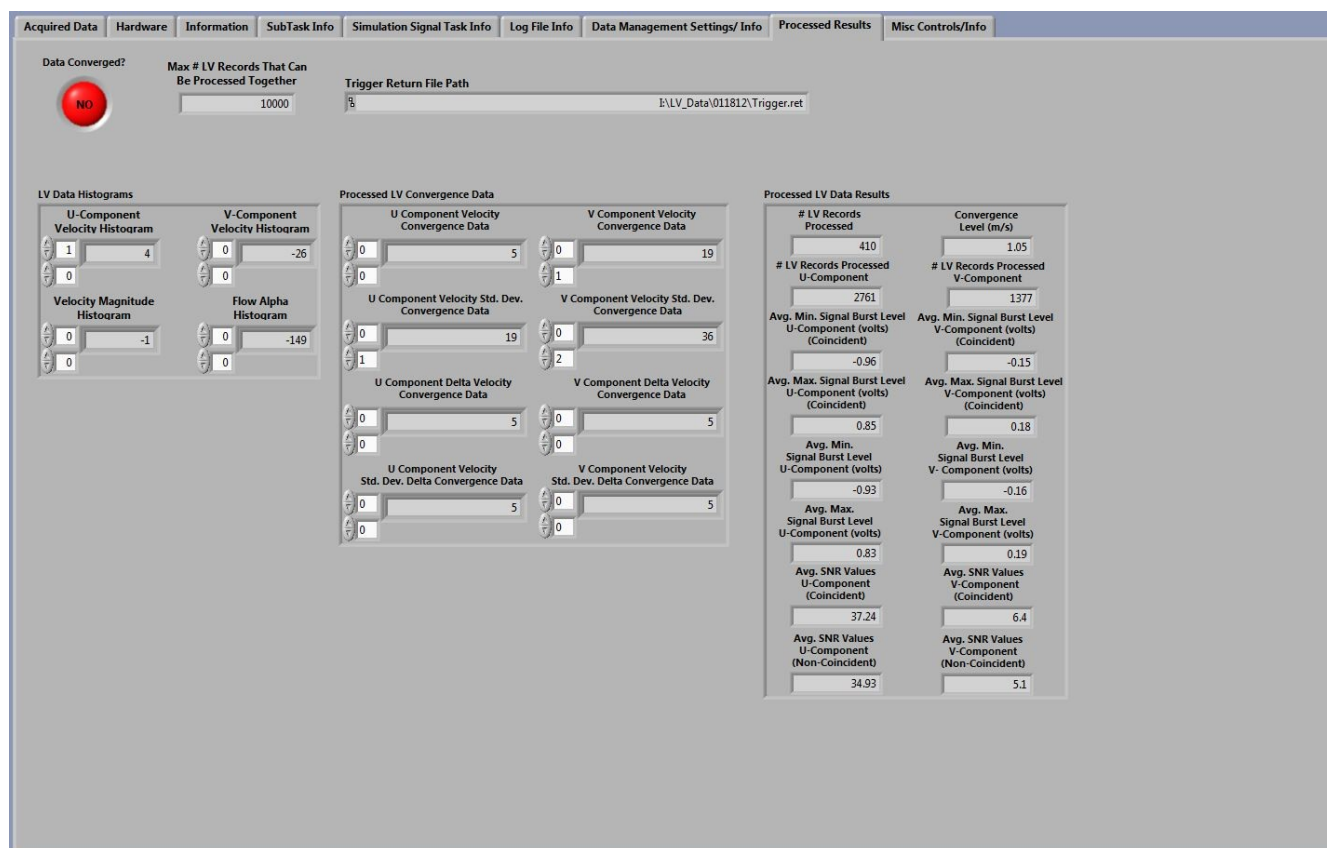 Acquired Data
Hardware
Information
SubTask Info
Simulation Signal Task Info
Log File Info
Data Management Settings/ Info
Processed Results
Misc Controls/Info
Data Converged?
NO
Max # LV Records That Can
Be Processed Together
10000
Trigger Return File Path
I:\LV_Data\011812\Trigger.ret
LV Data Histograms
U-Component
Velocity Histogram
1
4
0
V-Component
Velocity Histogram
0
-26
0
Velocity Magnitude
Histogram
0
-1
0
Flow Alpha
Histogram
0
-149
0
Processed LV Convergence Data
U Component Velocity
Convergence Data
0
5
0
V Component Velocity
Convergence Data
0
19
1
U Component Velocity Std. Dev.
Convergence Data
0
19
1
V Component Velocity Std. Dev.
Convergence Data
0
36
2
U Component Delta Velocity
Convergence Data
0
5
0
V Component Delta Velocity
Convergence Data
0
5
0
U Component Velocity
Std. Dev. Delta Convergence Data
0
5
0
V Component Velocity
Std. Dev. Delta Convergence Data
0
5
0
Processed LV Data Results
# LV Records
Processed
410
Convergence
Level (m/s)
1.05
# LV Records Processed
U-Component
2761
# LV Records Processed
V-Component
1377
Avg. Min. Signal Burst Level
U-Component (volts)
(Coincident)
-0.96
Avg. Min. Signal Burst Level
V-Component (volts)
(Coincident)
-0.15
Avg. Max. Signal Burst Level
U-Component (volts)
(Coincident)
0.85
Avg. Max. Signal Burst Level
V-Component (volts)
(Coincident)
0.18
Avg. Min.
Signal Burst Level
U-Component (volts)
-0.93
Avg. Min.
Signal Burst Level
V- Component (volts)
-0.16
Avg. Max.
Signal Burst Level
U-Component (volts)
0.83
Avg. Max.
Signal Burst Level
V-Component (volts)
0.19
Avg. SNR Values
U-Component
(Coincident)
37.24
Avg. SNR Values
V-Component
(Coincident)
6.4
Avg. SNR Values
U-Component
(Non-Coincident)
34.93
Avg. SNR Values
V-Component
(Non-Coincident)
5.1